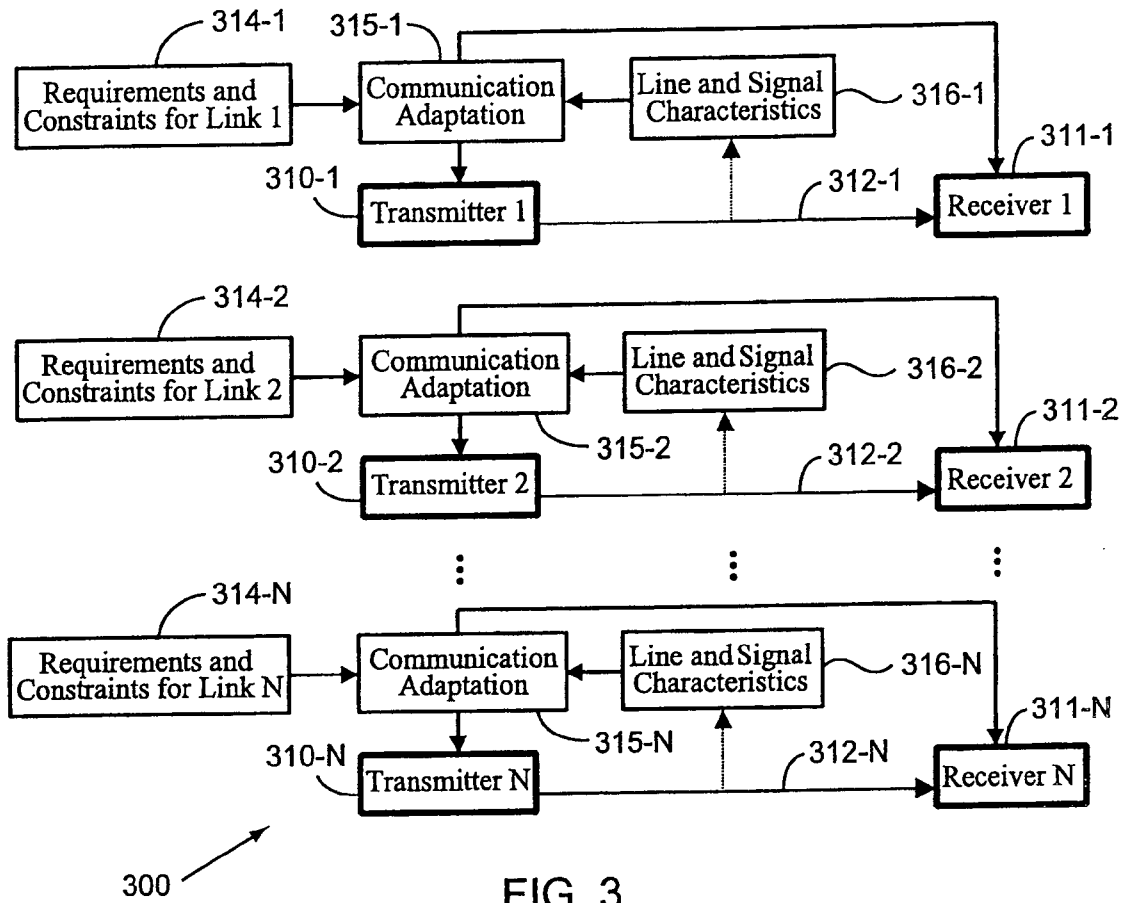 314-1
315-1
Requirements and
Constraints for Link 1
Communication
Adaptation
Line and Signal
Characteristics
316-1
311-1
310-1
Transmitter 1
312-1
Receiver 1
314-2
Requirements and
Constraints for Link 2
Communication
Adaptation
Line and Signal
Characteristics
316-2
311-2
310-2
315-2
312-2
Transmitter 2
Receiver 2
314-N
Requirements and
Constraints for Link N
Communication
Adaptation
Line and Signal
Characteristics
316-N
311-N
310-N
315-N
312-N
Transmitter N
Receiver N
300
FIG. 3